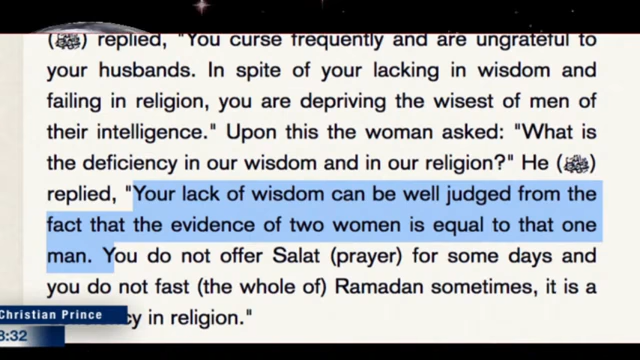 (ﷺ) replied, "You curse frequently and are ungrateful to
your husbands. In spite of your lacking in wisdom and
failing in religion, you are depriving the wisest of men of
their intelligence." Upon this the woman asked: "What is
the deficiency in our wisdom and in our religion?" He (ﷺ)
replied, "Your lack of wisdom can be well judged from the
fact that the evidence of two women is equal to that one
man. You do not offer Salat (prayer) for some days and
you do not fast (the whole of) Ramadan sometimes, it is a
cy in religion."
Christian Prince
8:32